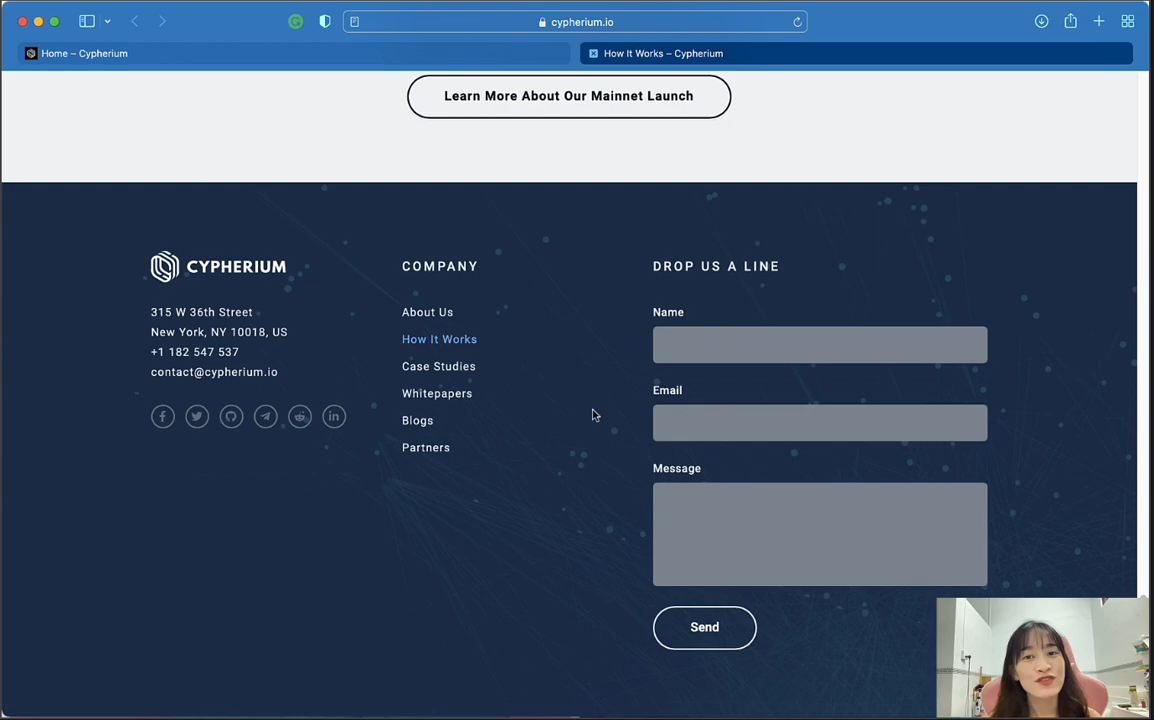 cypherium.io
Home – Cypherium
How It Works – Cypherium
Learn More About Our Mainnet Launch
CYPHERIUM
315 W 36th Street
New York, NY 10018, US
+1 182 547 537
contact@cypherium.io
COMPANY
About Us
How It Works
Case Studies
Whitepapers
Blogs
Partners
DROP US A LINE
Name
Email
Message
Send